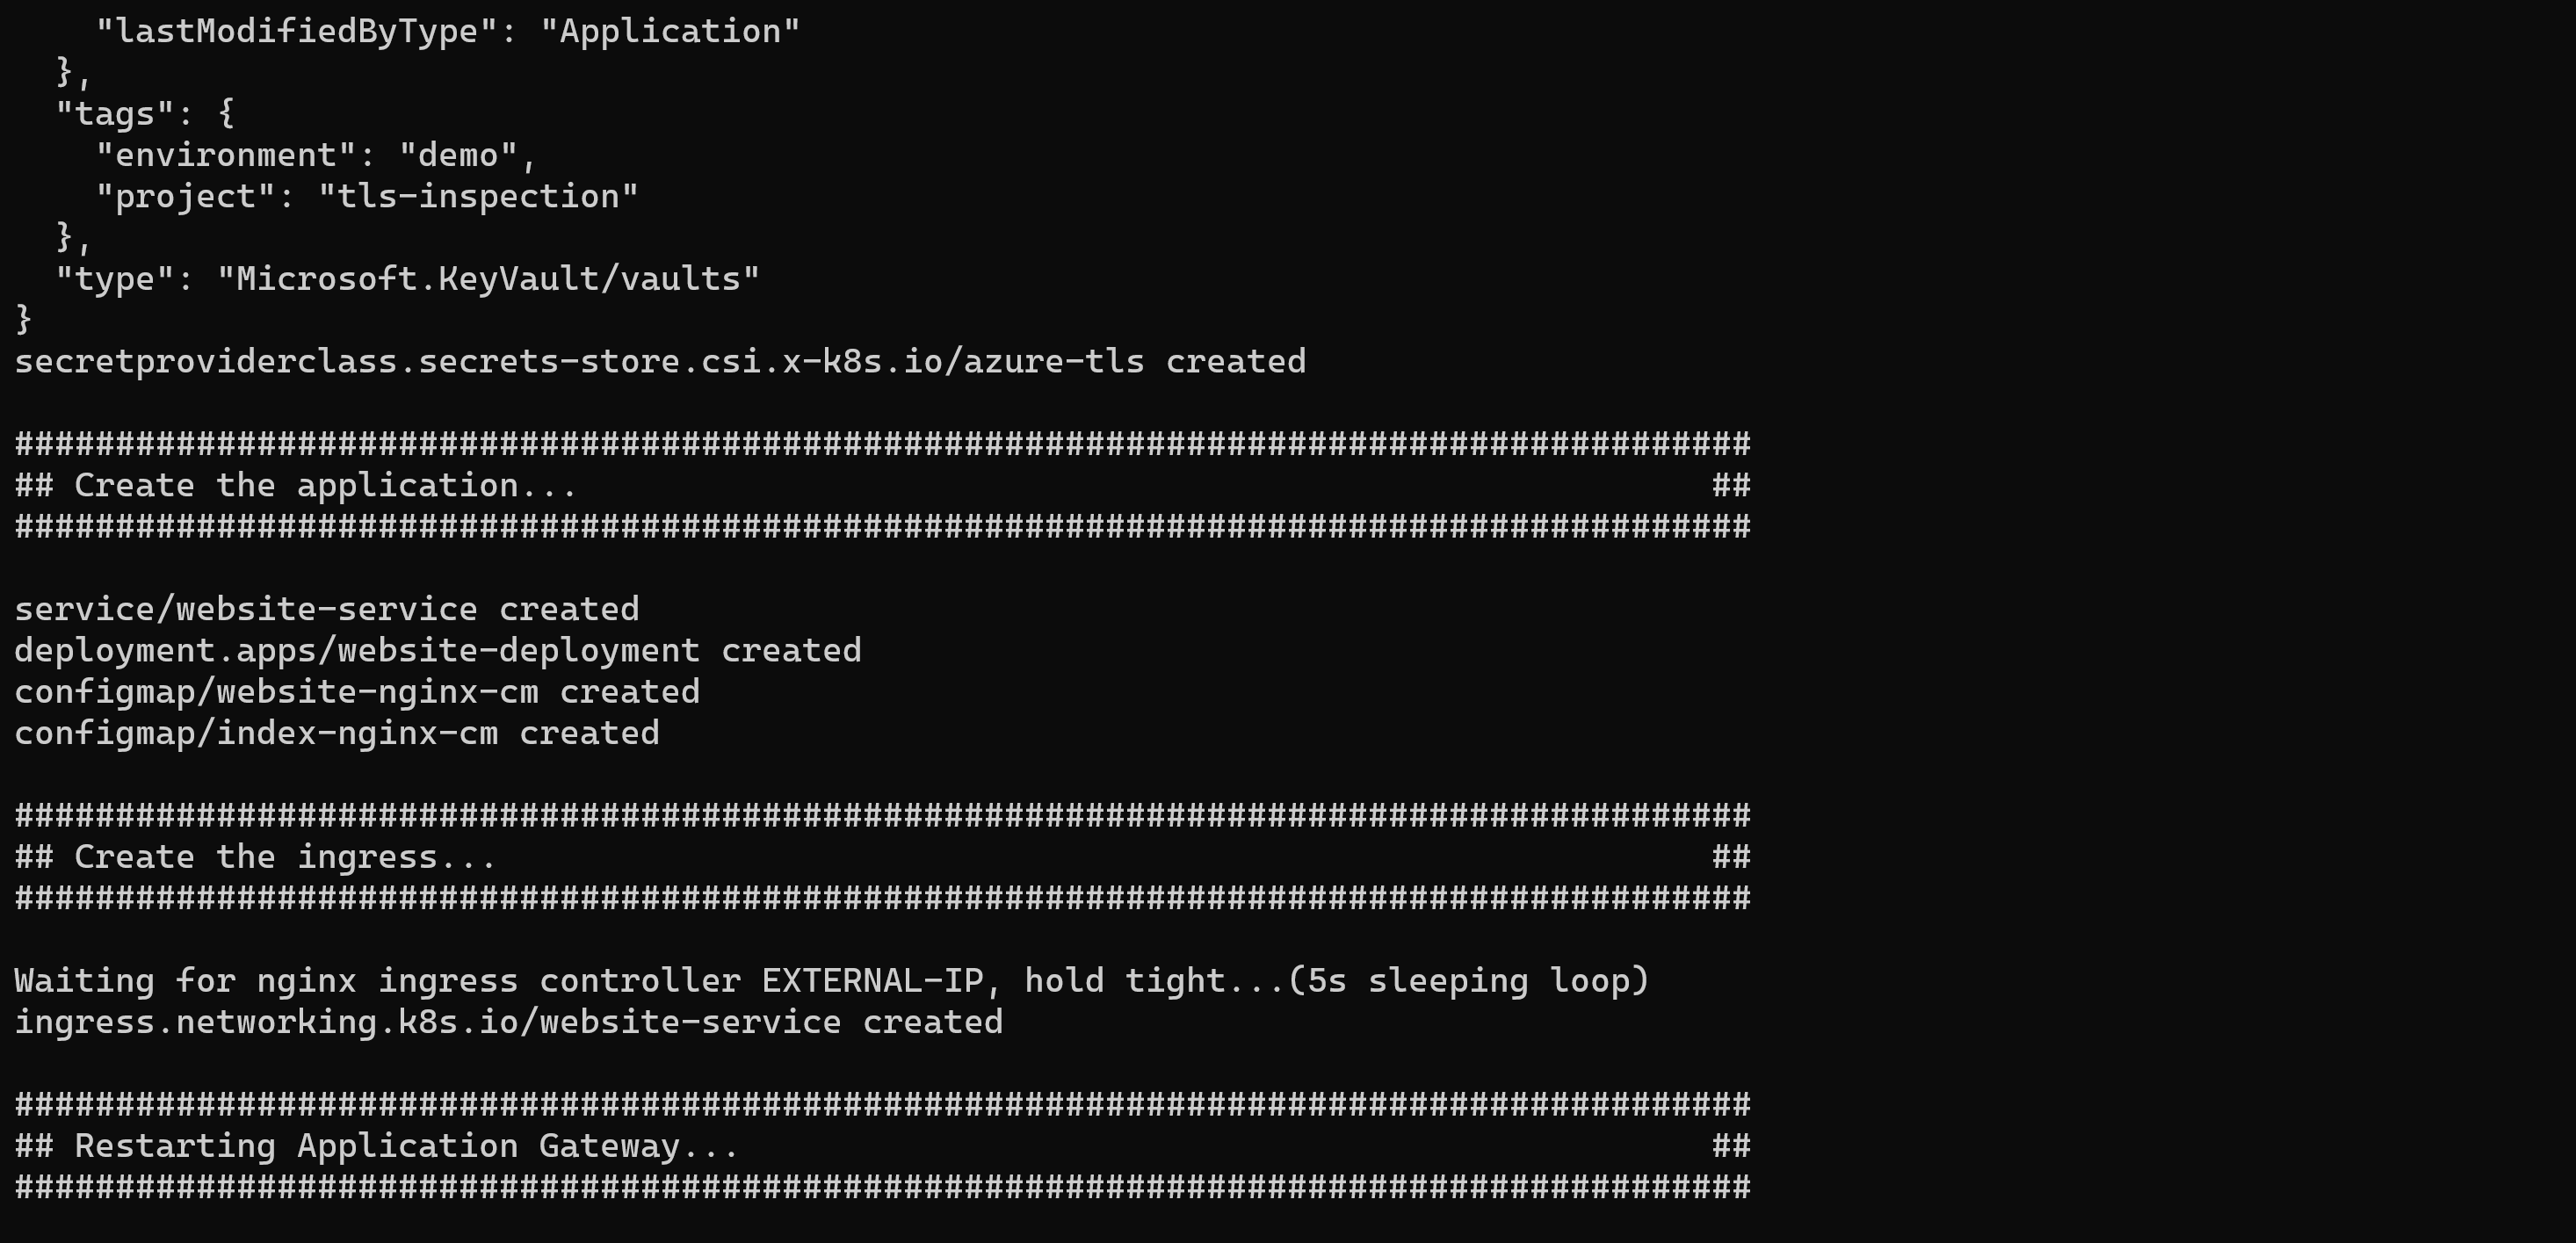 "lastModifiedByType": "Application"
  },
  "tags": {
    "environment": "demo",
    "project": "tls-inspection"
  },
  "type": "Microsoft.KeyVault/vaults"
}
secretproviderclass.secrets-store.csi.x-k8s.io/azure-tls created

######################################################################################
## Create the application...                                                        ##
######################################################################################

service/website-service created
deployment.apps/website-deployment created
configmap/website-nginx-cm created
configmap/index-nginx-cm created

######################################################################################
## Create the ingress...                                                            ##
######################################################################################

Waiting for nginx ingress controller EXTERNAL-IP, hold tight...(5s sleeping loop)
ingress.networking.k8s.io/website-service created

######################################################################################
## Restarting Application Gateway...                                                ##
######################################################################################